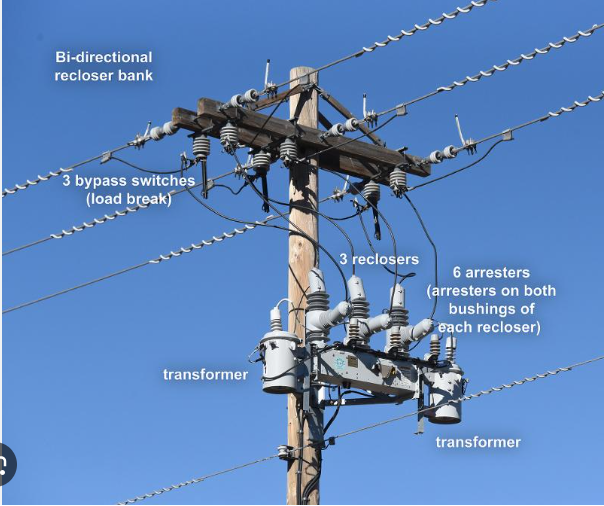 Bi-directional
recloser bank
3 bypass switches
(load break)
3 reclosers
6 arresters
(arresters on both
bushings of
each recloser)
transformer
transformer